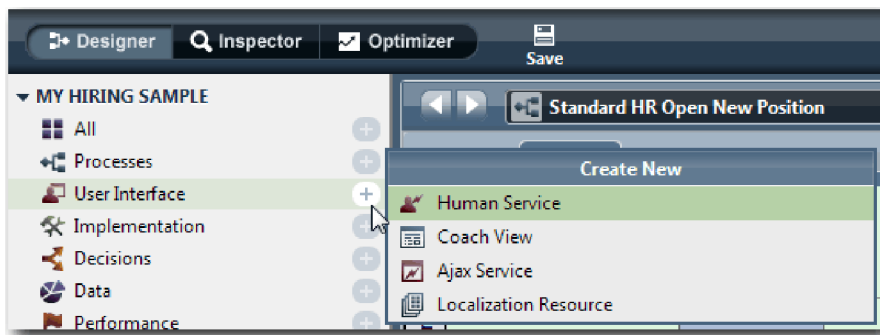 Designer Inspector Optimizer
Save
MY HIRING SAMPLE
All
Processes
User Interface
Implementation
Decisions
Data
Performance
Standard HR Open New Position
Create New
Human Service
Coach View
Ajax Service
Localization Resource